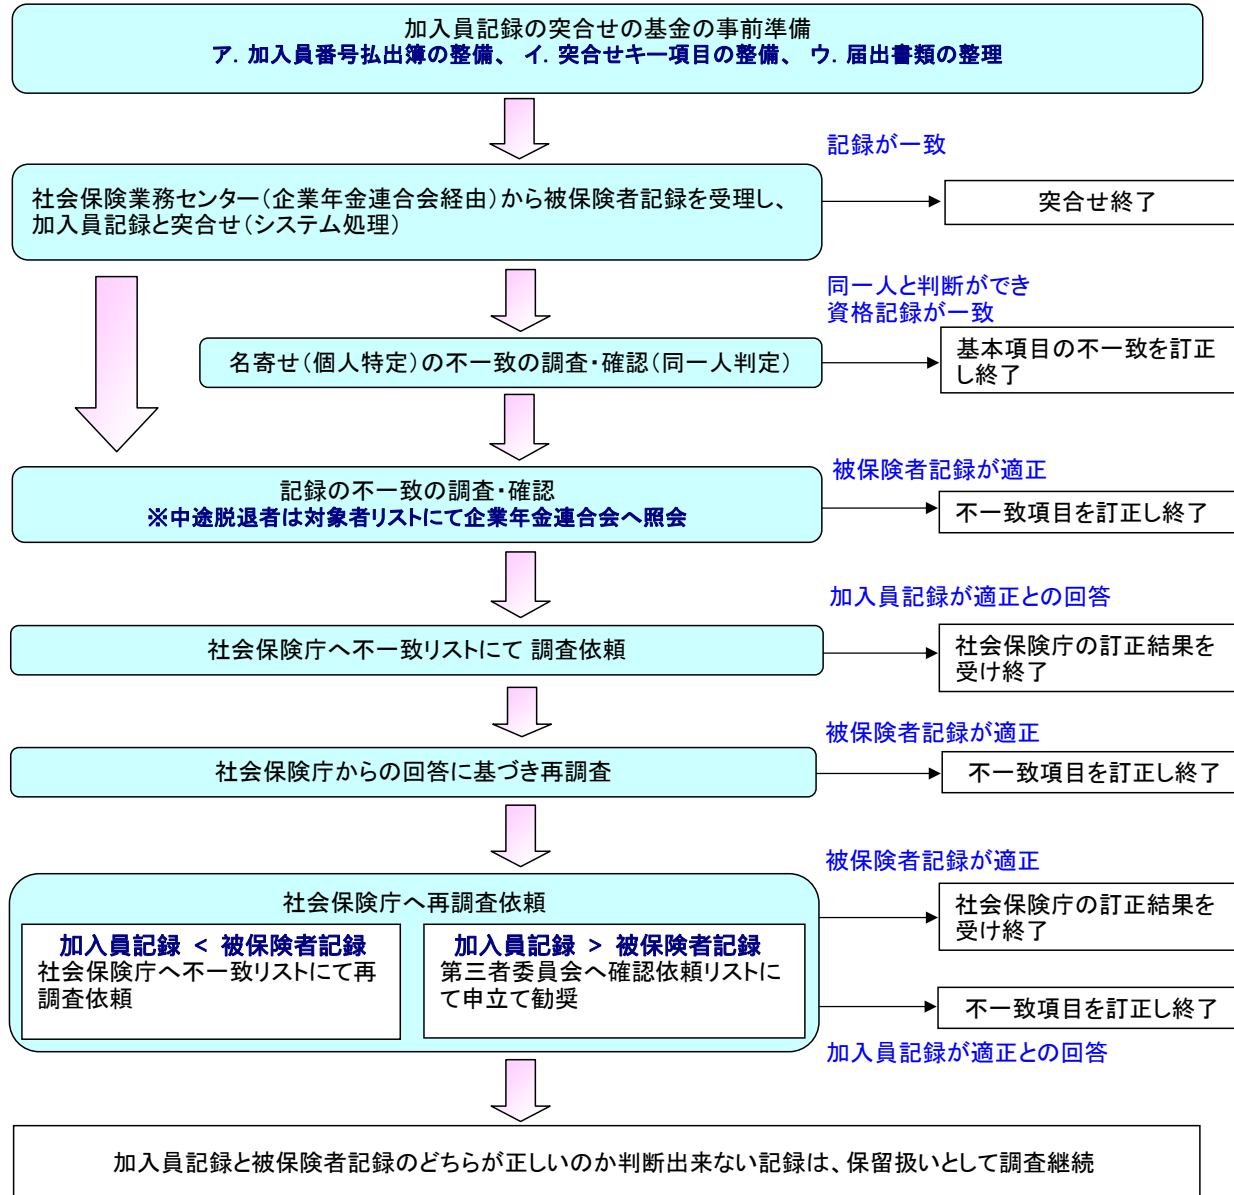 加入員記録の突合せの基金の事前準備
ア．加入員番号払出簿の整備、 イ．突合せキー項目の整備、 ウ．届出書類の整理
記録が一致
社会保険業務センター（企業年金連合会経由）から被保険者記録を受理し、
加入員記録と突合せ（システム処理）
突合せ終了
同一人と判断ができ
資格記録が一致
名寄せ（個人特定）の不一致の調査・確認（同一人判定）
基本項目の不一致を訂正
し終了
被保険者記録が適正
記録の不一致の調査・確認
※中途脱退者は対象者リストにて企業年金連合会へ照会
不一致項目を訂正し終了
加入員記録が適正との回答
社会保険庁へ不一致リストにて 調査依頼
社会保険庁の訂正結果を
受け終了
被保険者記録が適正
社会保険庁からの回答に基づき再調査
不一致項目を訂正し終了
被保険者記録が適正
社会保険庁へ再調査依頼
社会保険庁の訂正結果を
受け終了
加入員記録 < 被保険者記録
社会保険庁へ不一致リストにて再
調査依頼
加入員記録 > 被保険者記録
第三者委員会へ確認依頼リストに
て申立て勧奨
不一致項目を訂正し終了
加入員記録が適正との回答
加入員記録と被保険者記録のどちらが正しいのか判断出来ない記録は、保留扱いとして調査継続